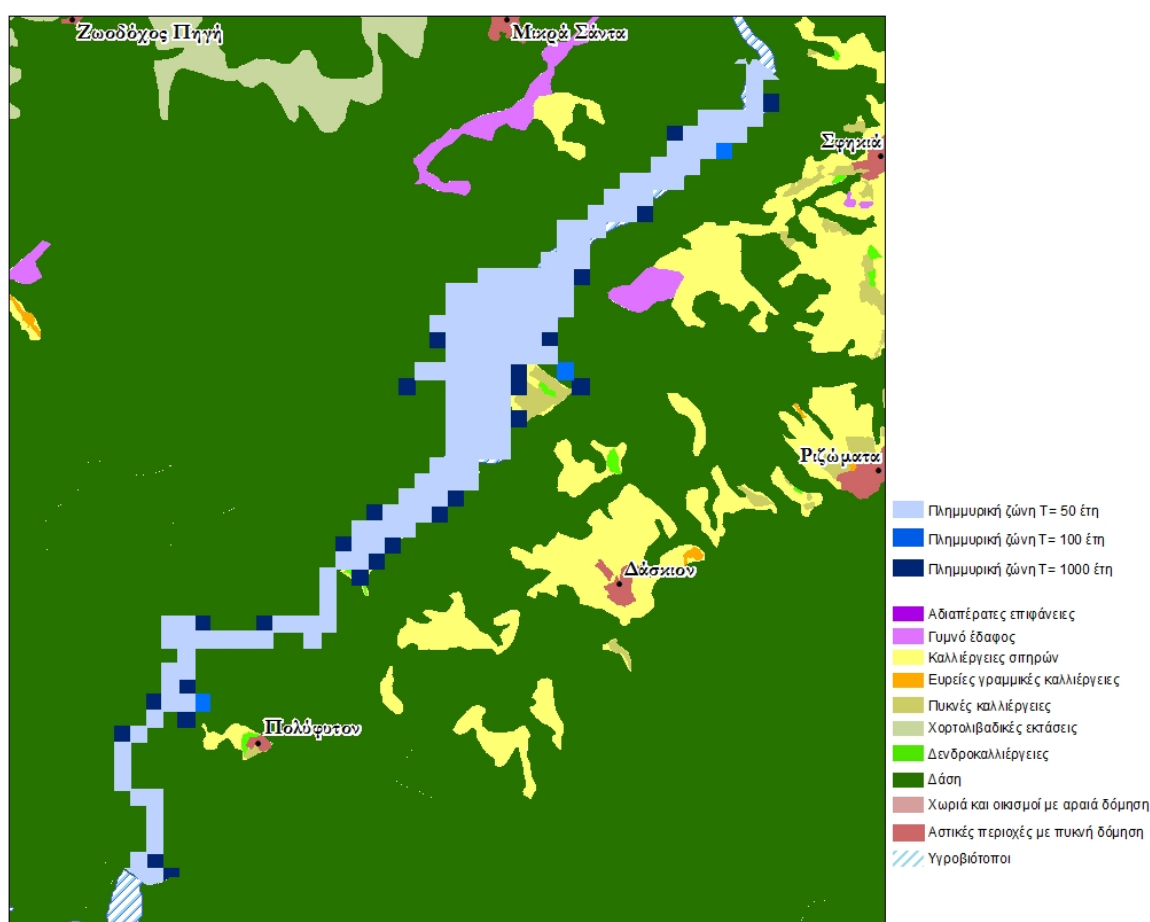 Ζωοδόχος Πηγή
Μικρά Σάντα
Σφηκιά
Ριζώματα
Δάσκιον
Πολύφυτον
Πλημμυρική ζώνη T= 50 έτη
Πλημμυρική ζώνη T= 100 έτη
Πλημμυρική ζώνη T= 1000 έτη
Αδιαπέρατες επιφάνειες
Γυμνό έδαφος
Καλλιέργειες σιτηρών
Ευρείες γραμμικές καλλιέργειες
Πυκνές καλλιέργειες
Χορτολιβαδικές εκτάσεις
Δενδροκαλλιέργειες
Δάση
Χωριά και οικισμοί με αραιά δόμηση
Αστικές περιοχές με πυκνή δόμηση
Υγροβιότοποι